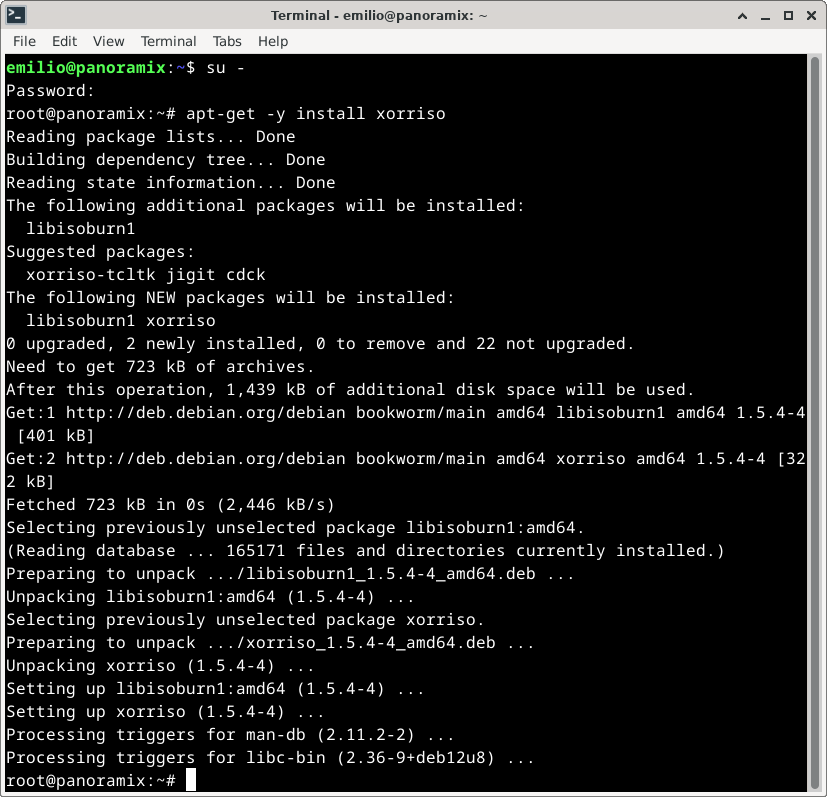 Terminal - emilio@panoramix: ~
File Edit View Terminal Tabs Help
emilio@panoramix:~$ su -
Password:
root@panoramix:~# apt-get -y install xorriso
Reading package lists... Done
Building dependency tree... Done
Reading state information... Done
The following additional packages will be installed:
  libisoburn1
Suggested packages:
  xorriso-tcltk jigit cdck
The following NEW packages will be installed:
  libisoburn1 xorriso
0 upgraded, 2 newly installed, 0 to remove and 22 not upgraded.
Need to get 723 kB of archives.
After this operation, 1,439 kB of additional disk space will be used.
Get:1 http://deb.debian.org/debian bookworm/main amd64 libisoburn1 amd64 1.5.4-4
 [401 kB]
Get:2 http://deb.debian.org/debian bookworm/main amd64 xorriso amd64 1.5.4-4 [32
2 kB]
Fetched 723 kB in 0s (2,446 kB/s)
Selecting previously unselected package libisoburn1:amd64.
(Reading database ... 165171 files and directories currently installed.)
Preparing to unpack .../libisoburn1_1.5.4-4_amd64.deb ...
Unpacking libisoburn1:amd64 (1.5.4-4) ...
Selecting previously unselected package xorriso.
Preparing to unpack .../xorriso_1.5.4-4_amd64.deb ...
Unpacking xorriso (1.5.4-4) ...
Setting up libisoburn1:amd64 (1.5.4-4) ...
Setting up xorriso (1.5.4-4) ...
Processing triggers for man-db (2.11.2-2) ...
Processing triggers for libc-bin (2.36-9+deb12u8) ...
root@panoramix:~#